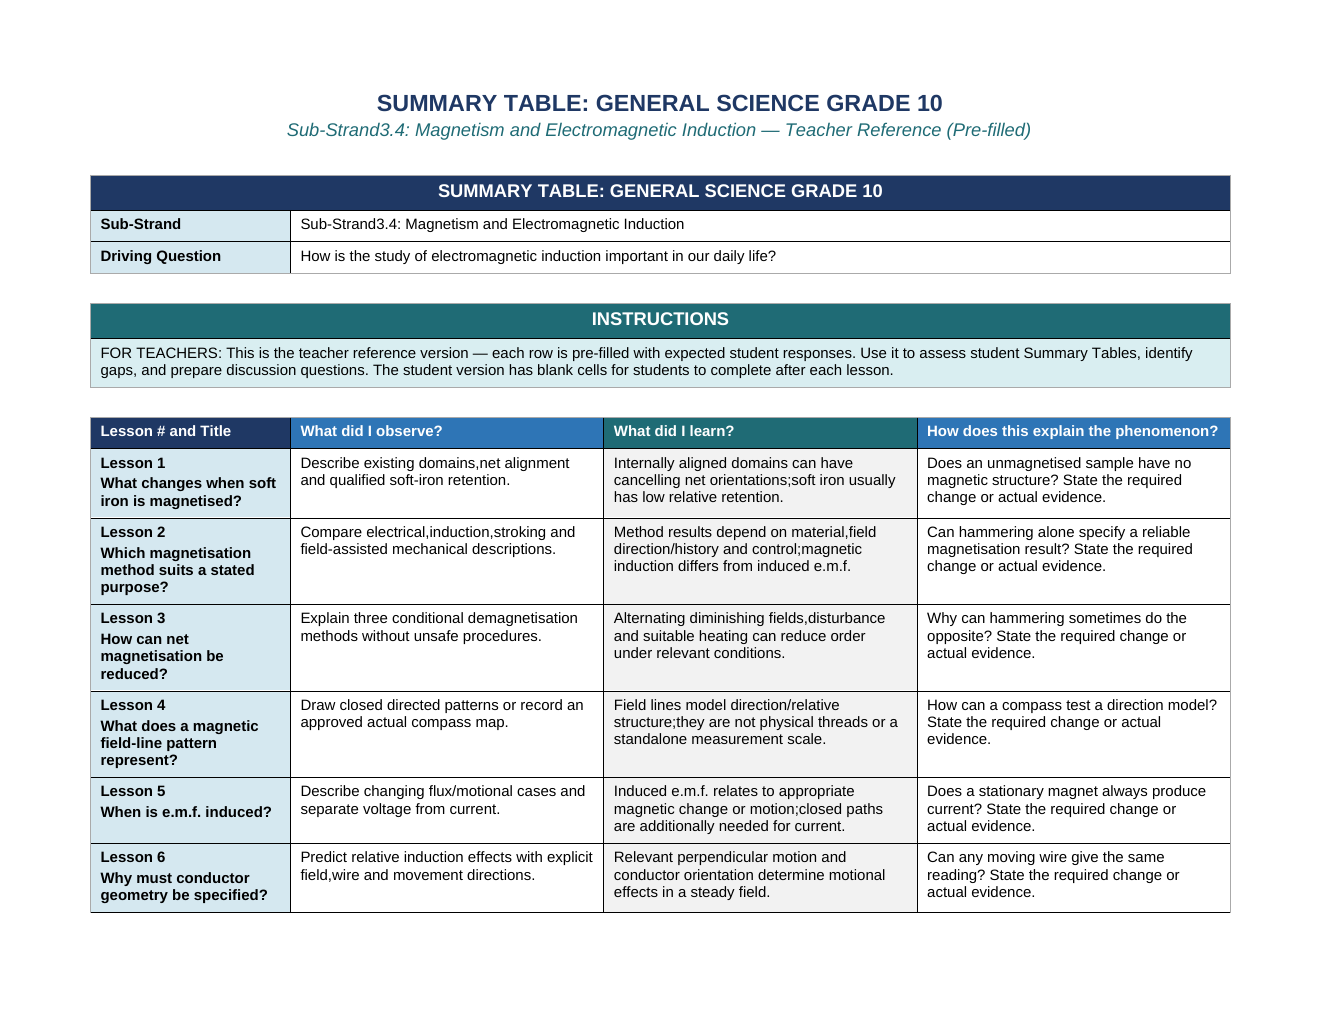 SUMMARY TABLE: GENERAL SCIENCE GRADE 10
Sub-Strand3.4: Magnetism and Electromagnetic Induction — Teacher Reference (Pre-filled)
SUMMARY TABLE: GENERAL SCIENCE GRADE 10
Sub-Strand
Sub-Strand3.4: Magnetism and Electromagnetic Induction
Driving Question
How is the study of electromagnetic induction important in our daily life?
INSTRUCTIONS
FOR TEACHERS: This is the teacher reference version — each row is pre-filled with expected student responses. Use it to assess student Summary Tables, identify
gaps, and prepare discussion questions. The student version has blank cells for students to complete after each lesson.
Lesson # and Title
What did I observe?
What did I learn?
How does this explain the phenomenon?
Lesson 1
What changes when soft
iron is magnetised?
Describe existing domains,net alignment
and qualified soft-iron retention.
Internally aligned domains can have
cancelling net orientations;soft iron usually
has low relative retention.
Does an unmagnetised sample have no
magnetic structure? State the required
change or actual evidence.
Lesson 2
Which magnetisation
method suits a stated
purpose?
Compare electrical,induction,stroking and
field-assisted mechanical descriptions.
Method results depend on material,field
direction/history and control;magnetic
induction differs from induced e.m.f.
Can hammering alone specify a reliable
magnetisation result? State the required
change or actual evidence.
Lesson 3
How can net
magnetisation be
reduced?
Explain three conditional demagnetisation
methods without unsafe procedures.
Alternating diminishing fields,disturbance
and suitable heating can reduce order
under relevant conditions.
Why can hammering sometimes do the
opposite? State the required change or
actual evidence.
Lesson 4
What does a magnetic
field-line pattern
represent?
Draw closed directed patterns or record an
approved actual compass map.
Field lines model direction/relative
structure;they are not physical threads or a
standalone measurement scale.
How can a compass test a direction model?
State the required change or actual
evidence.
Lesson 5
When is e.m.f. induced?
Describe changing flux/motional cases and
separate voltage from current.
Induced e.m.f. relates to appropriate
magnetic change or motion;closed paths
are additionally needed for current.
Does a stationary magnet always produce
current? State the required change or
actual evidence.
Lesson 6
Why must conductor
geometry be specified?
Predict relative induction effects with explicit
field,wire and movement directions.
Relevant perpendicular motion and
conductor orientation determine motional
effects in a steady field.
Can any moving wire give the same
reading? State the required change or
actual evidence.